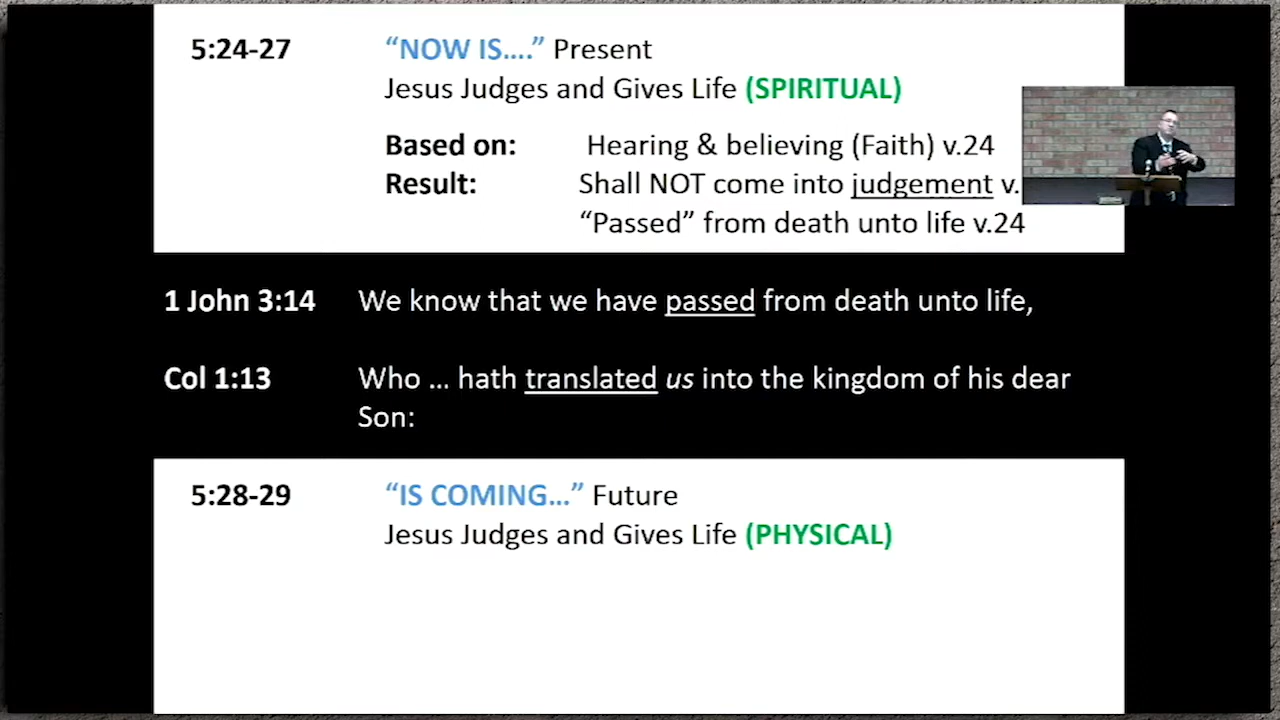 5:24-27 “NOW IS....” Present
Jesus Judges and Gives Life (SPIRITUAL)
Based on: Hearing & believing (Faith) v.24
Result: Shall NOT come into judgement v.
“Passed” from death unto life v.24
1 John 3:14 We know that we have passed from death unto life,
Col 1:13 Who ... hath translated us into the kingdom of his dear
Son:
5:28-29 “IS COMING...” Future
Jesus Judges and Gives Life (PHYSICAL)